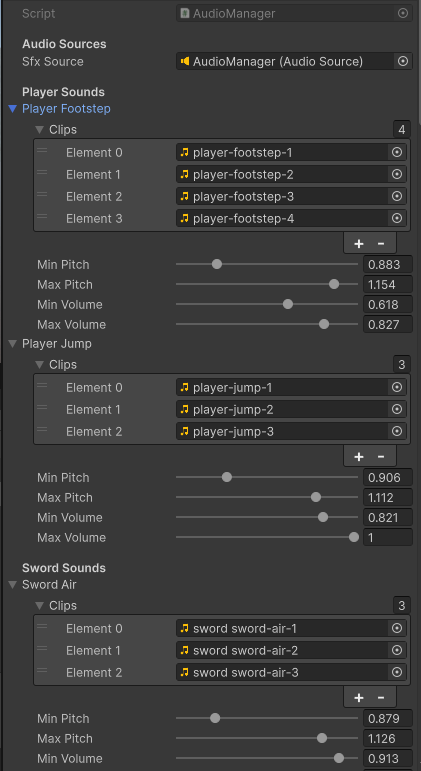 Script AudioManager
Audio Sources
Sfx Source AudioManager (Audio Source)
Player Sounds
Player Footstep
Clips 4
Element 0 player-footstep-1
Element 1 player-footstep-2
Element 2 player-footstep-3
Element 3 player-footstep-4
+ -
Min Pitch 0.883
Max Pitch 1.154
Min Volume 0.618
Max Volume 0.827
Player Jump
Clips 3
Element 0 player-jump-1
Element 1 player-jump-2
Element 2 player-jump-3
+ -
Min Pitch 0.906
Max Pitch 1.112
Min Volume 0.821
Max Volume 1
Sword Sounds
Sword Air
Clips 3
Element 0 sword sword-air-1
Element 1 sword sword-air-2
Element 2 sword sword-air-3
+ -
Min Pitch 0.879
Max Pitch 1.126
Min Volume 0.913